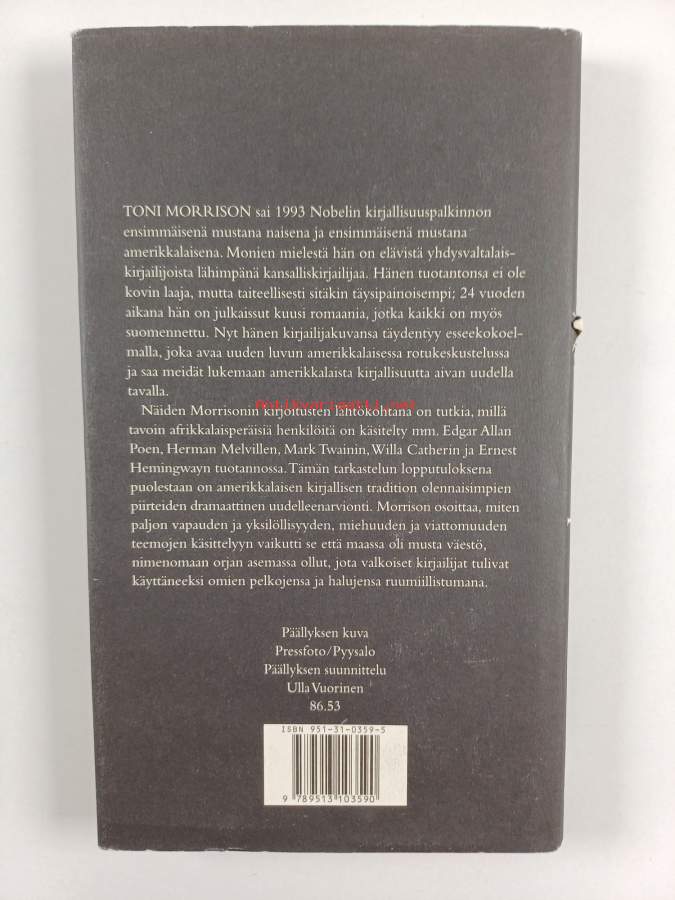 TONI MORRISON sai 1993 Nobelin kirjallisuuspalkinnon
ensimmäisenä mustana naisena ja ensimmäisenä mustana
amerikkalaisena. Monien mielestä hän on elävistä yhdysvaltalais-
kirjailijoista lähimpänä kansalliskirjailijaa. Hänen tuotantonsa ei ole
kovin laaja, mutta taiteellisesti sitäkin täysipainoisempi; 24 vuoden
aikana hän on julkaissut kuusi romaania, jotka kaikki on myös
suomennettu. Nyt hänen kirjailijakuvansa täydentyy esseekokoel-
malla, joka avaa uuden luvun amerikkalaisessa rotukeskustelussa
ja saa meidät lukemaan amerikkalaista kirjallisuutta aivan uudella
tavalla.
Antikvariaatti.net
Näiden Morrisonin kirjoitusten lähtökohtana on tutkia, millä
tavoin afrikkalaisperäisiä henkilöitä on käsitelty mm. Edgar Allan
Poen, Herman Melvillen, Mark Twainin, Willa Catherin ja Ernest
Hemingwayn tuotannossa. Tämän tarkastelun lopputuloksena
puolestaan on amerikkalaisen kirjallisen tradition olennaisimpien
piirteiden dramaattinen uudelleenarviointi. Morrison osoittaa, miten
paljon vapauden ja yksilöllisyyden, miehuuden ja viattomuuden
teemojen käsittelyyn vaikutti se että maassa oli musta väestö,
nimenomaan orjan asemassa ollut, jota valkoiset kirjailijat tulivat
käyttäneeksi omien pelkojensa ja halujensa ruumiillistumana.
Päällyksen kuva
Pressfoto/Pyysalo
Päällyksen suunnittelu
Ulla Vuorinen
86.53
ISBN 951-31-0359-5
9 789513 103590